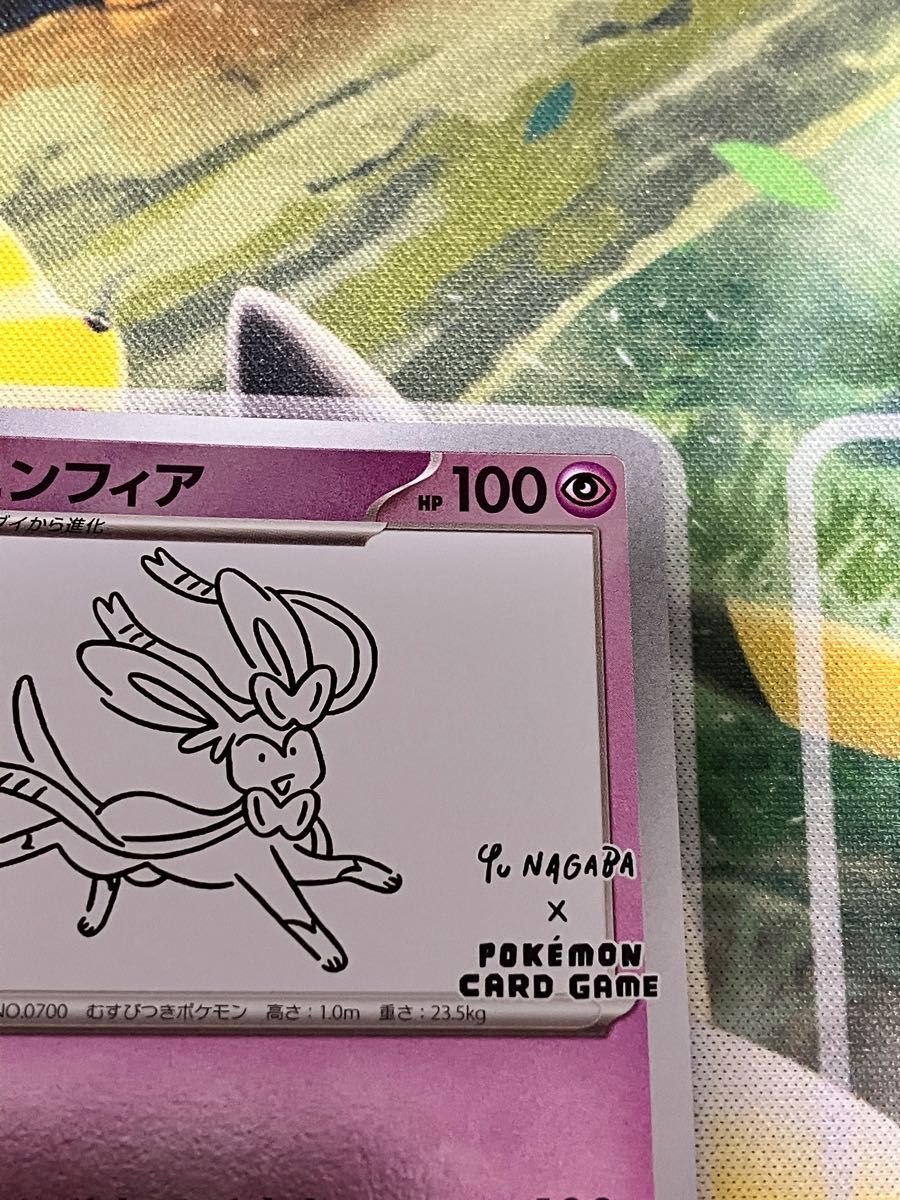 ンフィア
HP 100
ブイから進化
YU NAGABA
x
POKÉMON
CARD GAME
NO.0700 むすびつきポケモン 高さ:1.0m 重さ:23.5kg